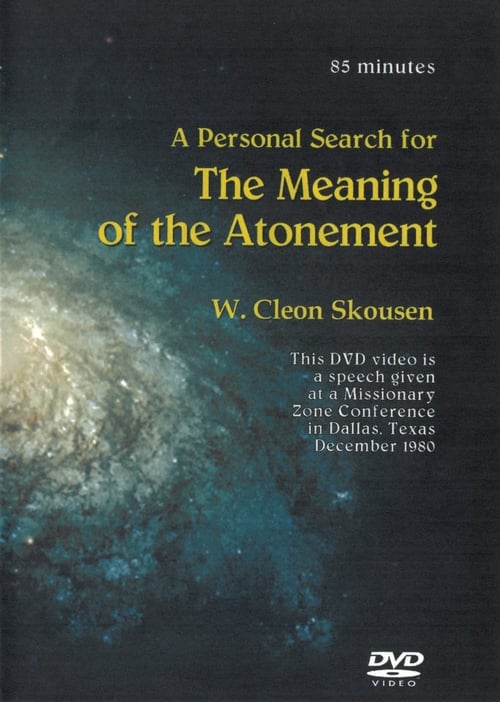 85 minutes
A Personal Search for
The Meaning
of the Atonement
W. Cleon Skousen
This DVD video is
a speech given
at a Missionary
Zone Conference
in Dallas, Texas
December 1980
DVD
VIDEO